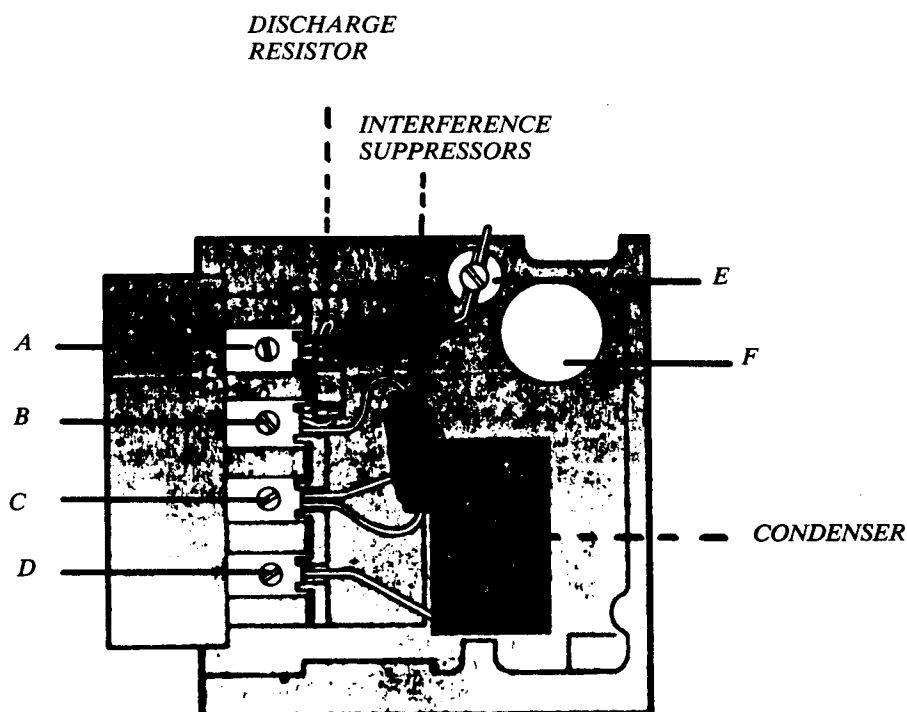 DISCHARGE
RESISTOR
INTERFERENCE
SUPPRESSORS
E
A
F
B
C
CONDENSER
D